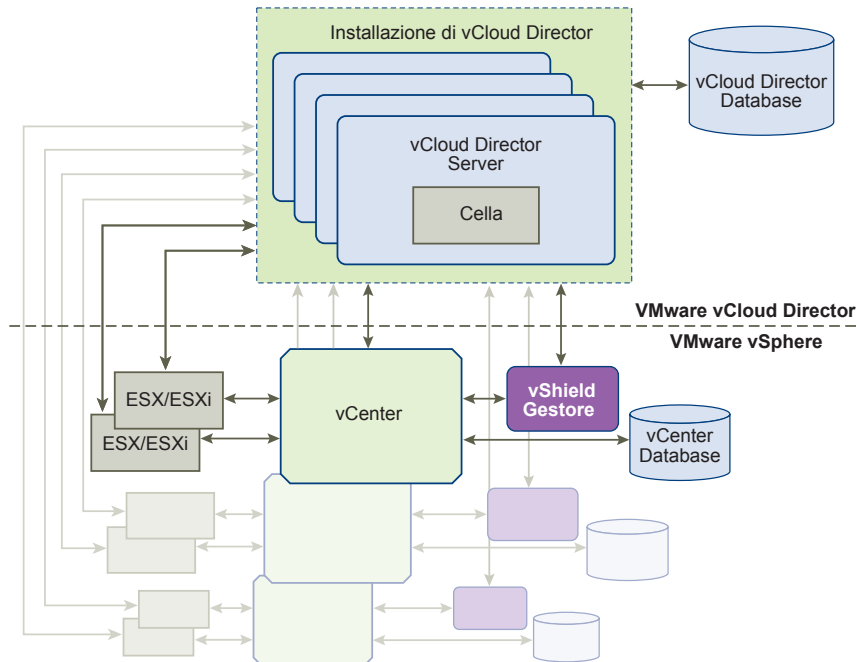 Installazione di vCloud Director
vCloud Director
Database
vCloud Director
Server
Cella
VMware vCloud Director
VMware vSphere
ESX/ESXi
ESX/ESXi
vCenter
vShield
Gestore
vCenter
Database